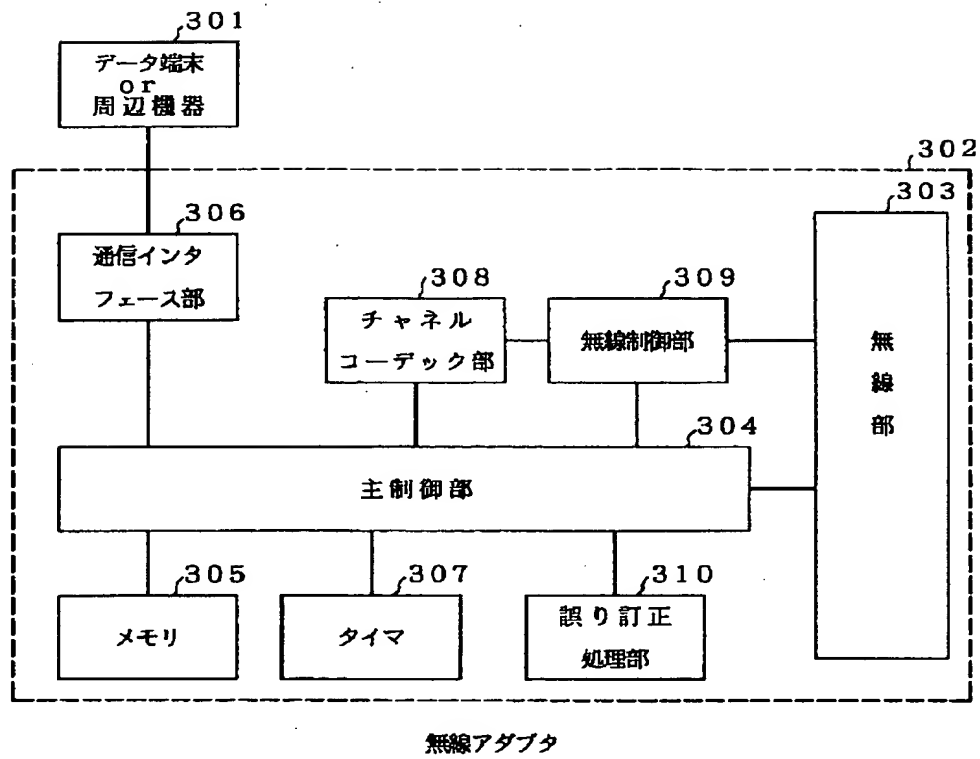 301
データ端末
or
周辺機器
302
303
306
通信インタ
フェース部
308
309
チャネル
コーデック部
無線制御部
無
線
部
304
主制御部
305
307
310
メモリ
タイマ
誤り訂正
処理部
無線アダプタ